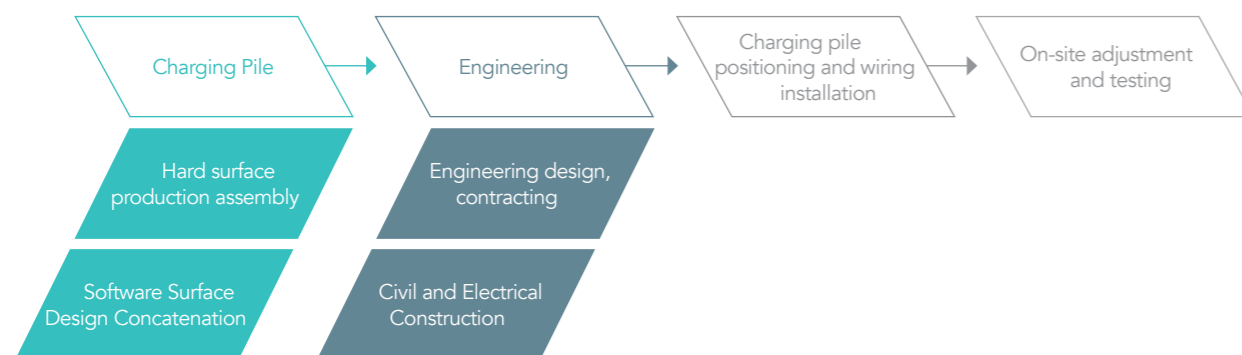 Charging Pile
Engineering
Charging pile
positioning and wiring
installation
On-site adjustment
and testing
Hard surface
production assembly
Engineering design,
contracting
Software Surface
Design Concatenation
Civil and Electrical
Construction